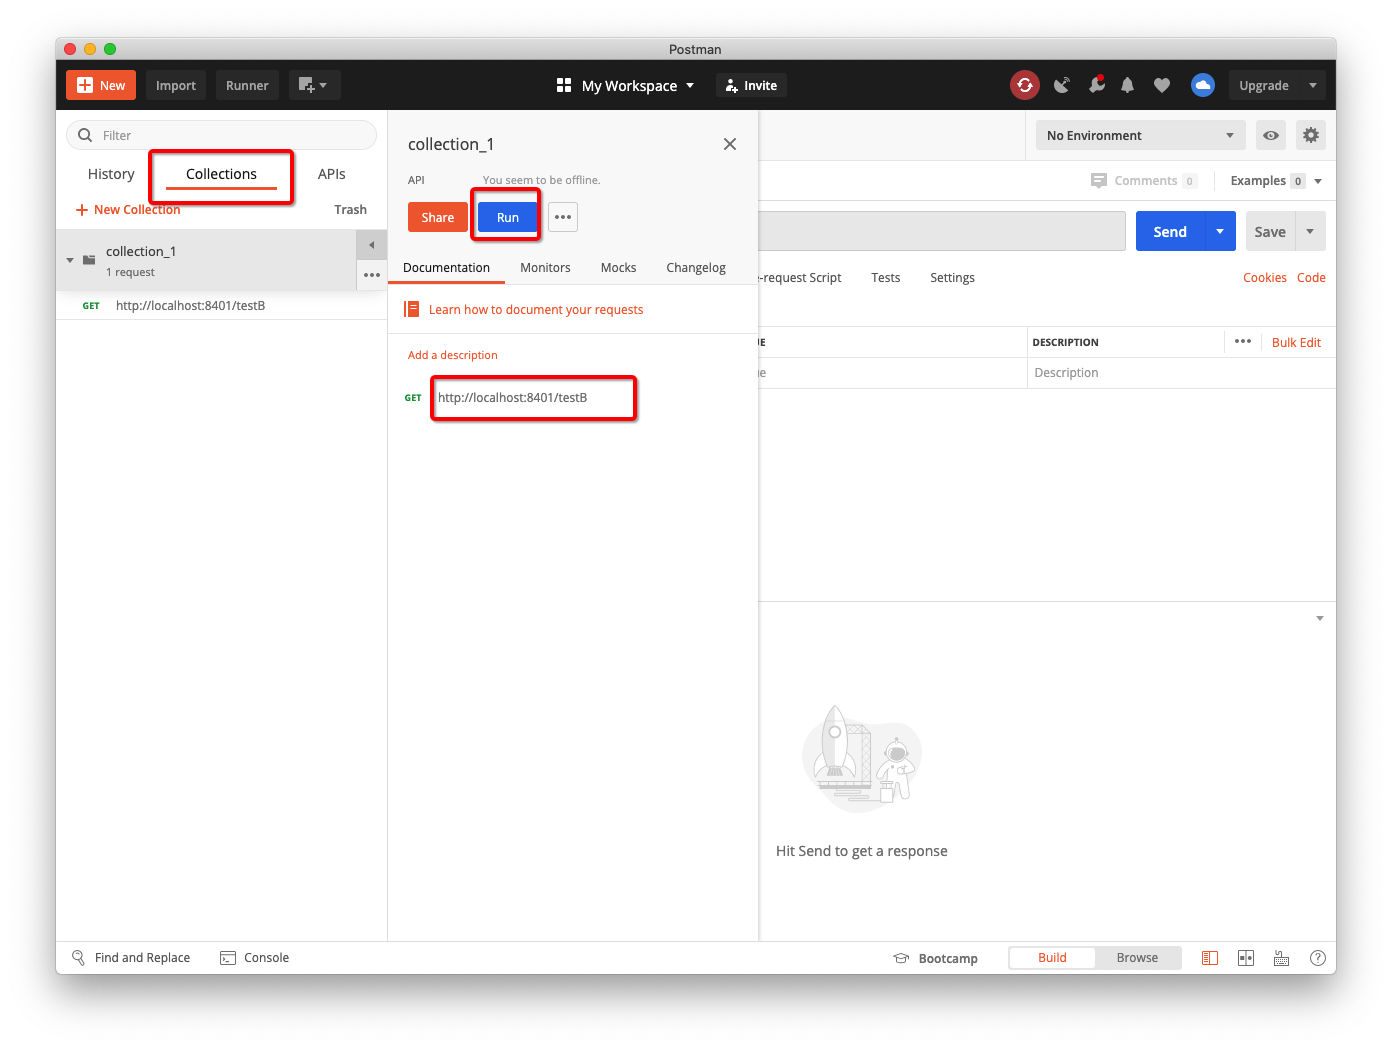 Postman
New
Import
Runner
My Workspace
Invite
Upgrade
Filter
History
Collections
APIs
New Collection
Trash
collection_1
1 request
GET http://localhost:8401/testB
collection_1
API
You seem to be offline.
Share
Run
Documentation
Monitors
Mocks
Changelog
Learn how to document your requests
Add a description
GET http://localhost:8401/testB
No Environment
Comments 0
Examples 0
Send
Save
e-request Script
Tests
Settings
Cookies
Code
UE
DESCRIPTION
Bulk Edit
ue
Description
Hit Send to get a response
Find and Replace
Console
Bootcamp
Build
Browse